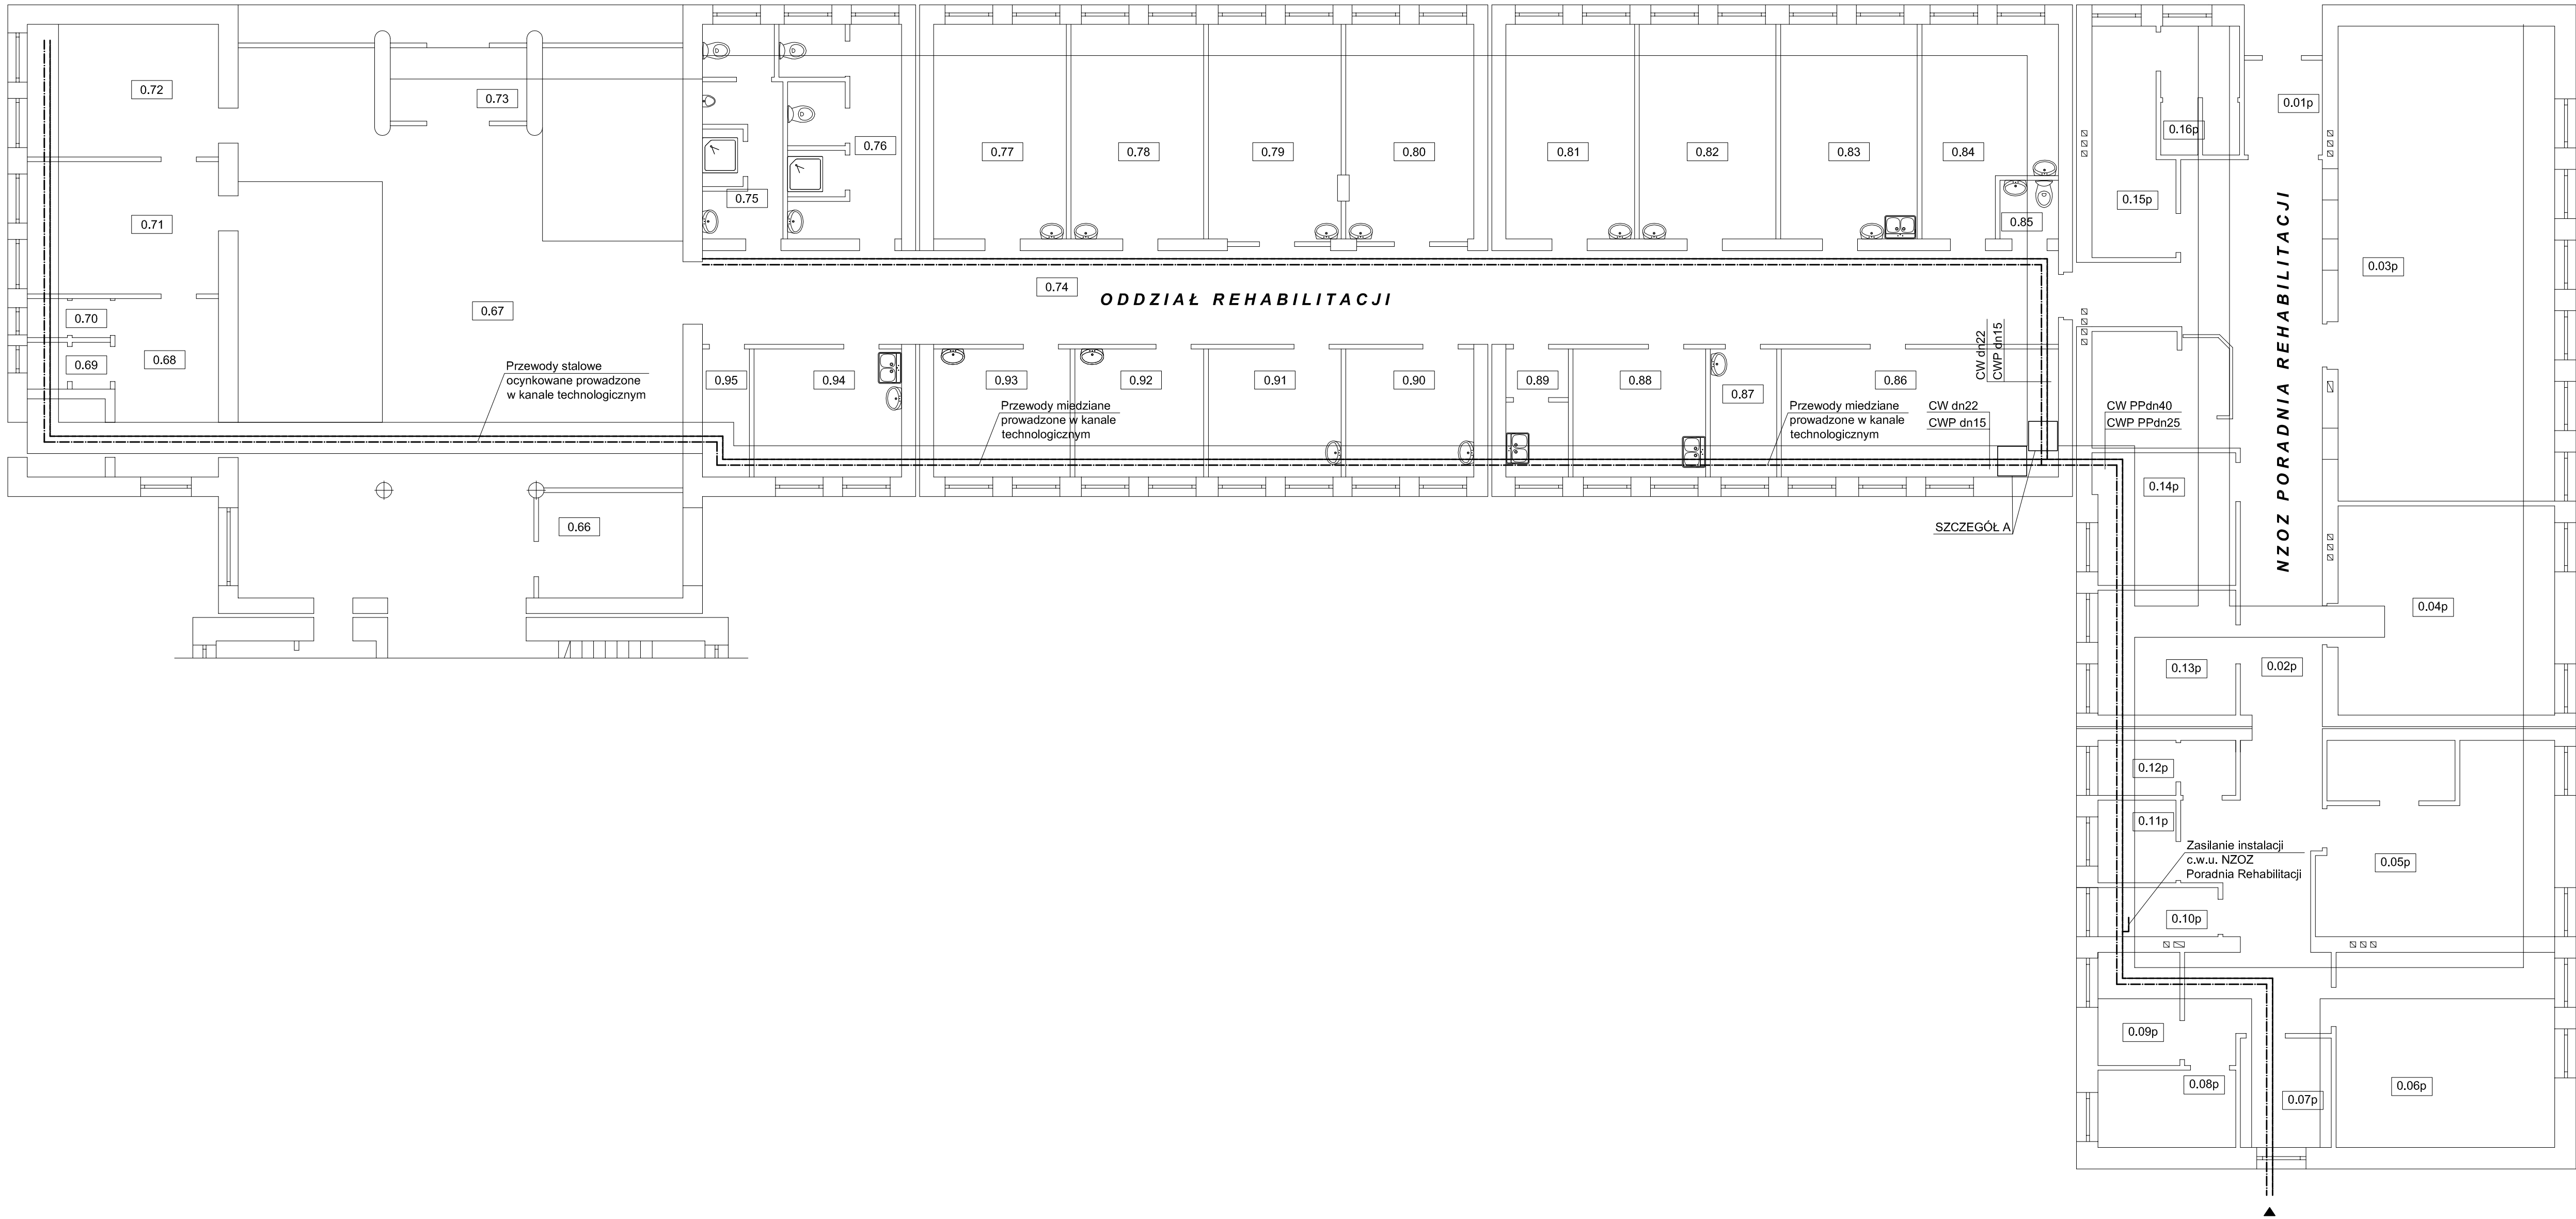 0.72
0.73
0.71
0.70
0.69
0.68
0.67
0.66
0.75
0.76
0.77
0.78
0.79
0.80
0.81
0.82
0.83
0.84
0.85
0.74
ODDZIAŁ REHABILITACJI
Przewody stalowe
ocynkowane prowadzone
w kanale technologicznym
0.95
0.94
0.93
0.92
0.91
0.90
0.89
0.88
0.87
0.86
Przewody miedziane
prowadzone w kanale
technologicznym
Przewody miedziane
prowadzone w kanale
technologicznym
CW dn22
CWP dn15
CW dn22
CWP dn15
CW PPdn40
CWP PPdn25
SZCZEGÓŁ A
0.01p
0.16p
0.15p
NZOZ PORADNIA REHABILITACJI
0.03p
0.14p
0.04p
0.13p
0.02p
0.12p
0.11p
Zasilanie instalacji
c.w.u. NZOZ
Poradnia Rehabilitacji
0.05p
0.10p
0.09p
0.08p
0.07p
0.06p